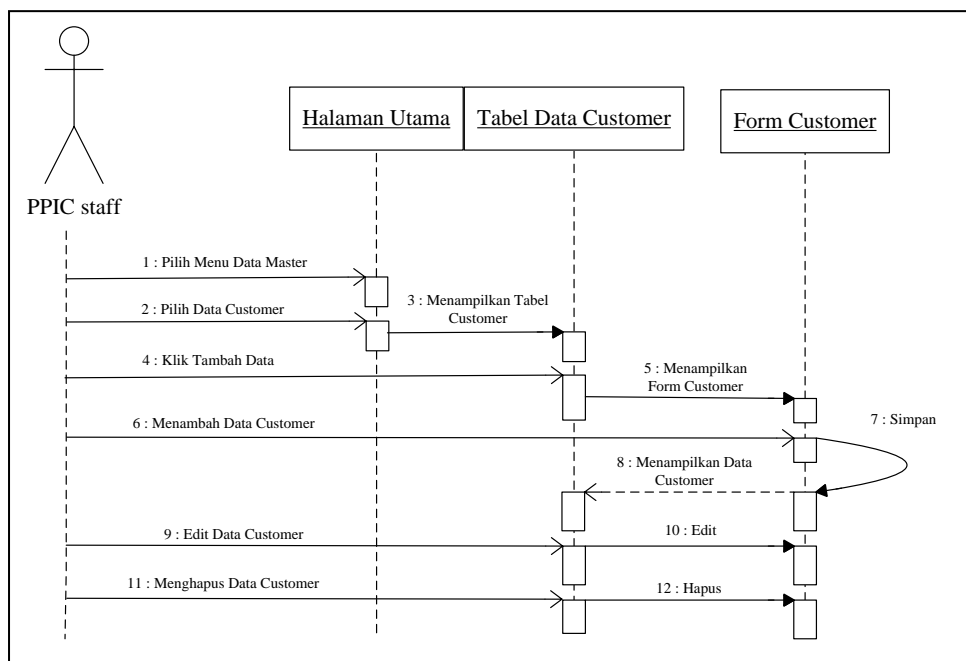 Halaman Utama
Tabel Data Customer
Form Customer
PPIC staff
1 : Pilih Menu Data Master
2 : Pilih Data Customer
3 : Menampilkan Tabel
Customer
4 : Klik Tambah Data
5 : Menampilkan
Form Customer
6 : Menambah Data Customer
7 : Simpan
8 : Menampilkan Data
Customer
9 : Edit Data Customer
10 : Edit
11 : Menghapus Data Customer
12 : Hapus